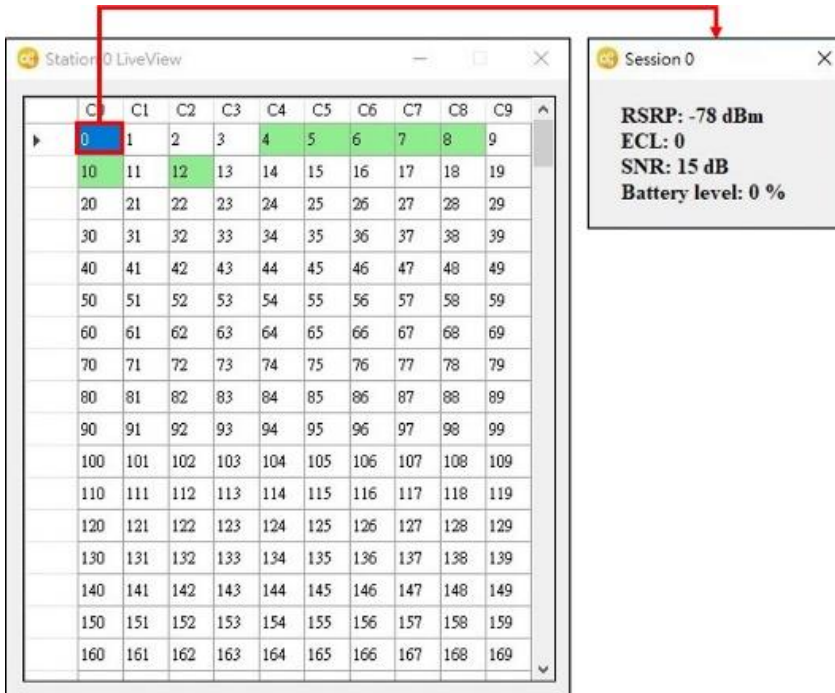 Station 0 LiveView
C0 C1 C2 C3 C4 C5 C6 C7 C8 C9
0 1 2 3 4 5 6 7 8 9
10 11 12 13 14 15 16 17 18 19
20 21 22 23 24 25 26 27 28 29
30 31 32 33 34 35 36 37 38 39
40 41 42 43 44 45 46 47 48 49
50 51 52 53 54 55 56 57 58 59
60 61 62 63 64 65 66 67 68 69
70 71 72 73 74 75 76 77 78 79
80 81 82 83 84 85 86 87 88 89
90 91 92 93 94 95 96 97 98 99
100 101 102 103 104 105 106 107 108 109
110 111 112 113 114 115 116 117 118 119
120 121 122 123 124 125 126 127 128 129
130 131 132 133 134 135 136 137 138 139
140 141 142 143 144 145 146 147 148 149
150 151 152 153 154 155 156 157 158 159
160 161 162 163 164 165 166 167 168 169
Session 0
RSRP: -78 dBm
ECL: 0
SNR: 15 dB
Battery level: 0 %